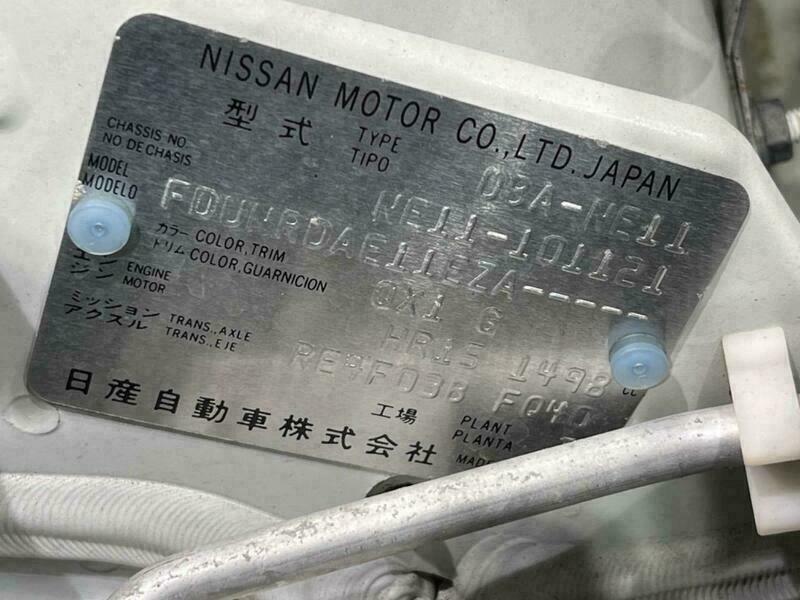 NISSAN MOTOR CO.,LTD. JAPAN
型式 TYPE TIPO DBA-NE11
CHASSIS NO. NO DE CHASIS NE11-101121
MODEL MODELO FDUNRDAE11EZA-----
カラー トリム COLOR,TRIM COLOR,GUARNICION QX1 G
エンジン ENGINE MOTOR HR15 1498 cc
ミッション アクスル TRANS.,AXLE TRANS.,EJE RE4F03B FQ40
工場 PLANT PLANTA
日産自動車株式会社 MADE